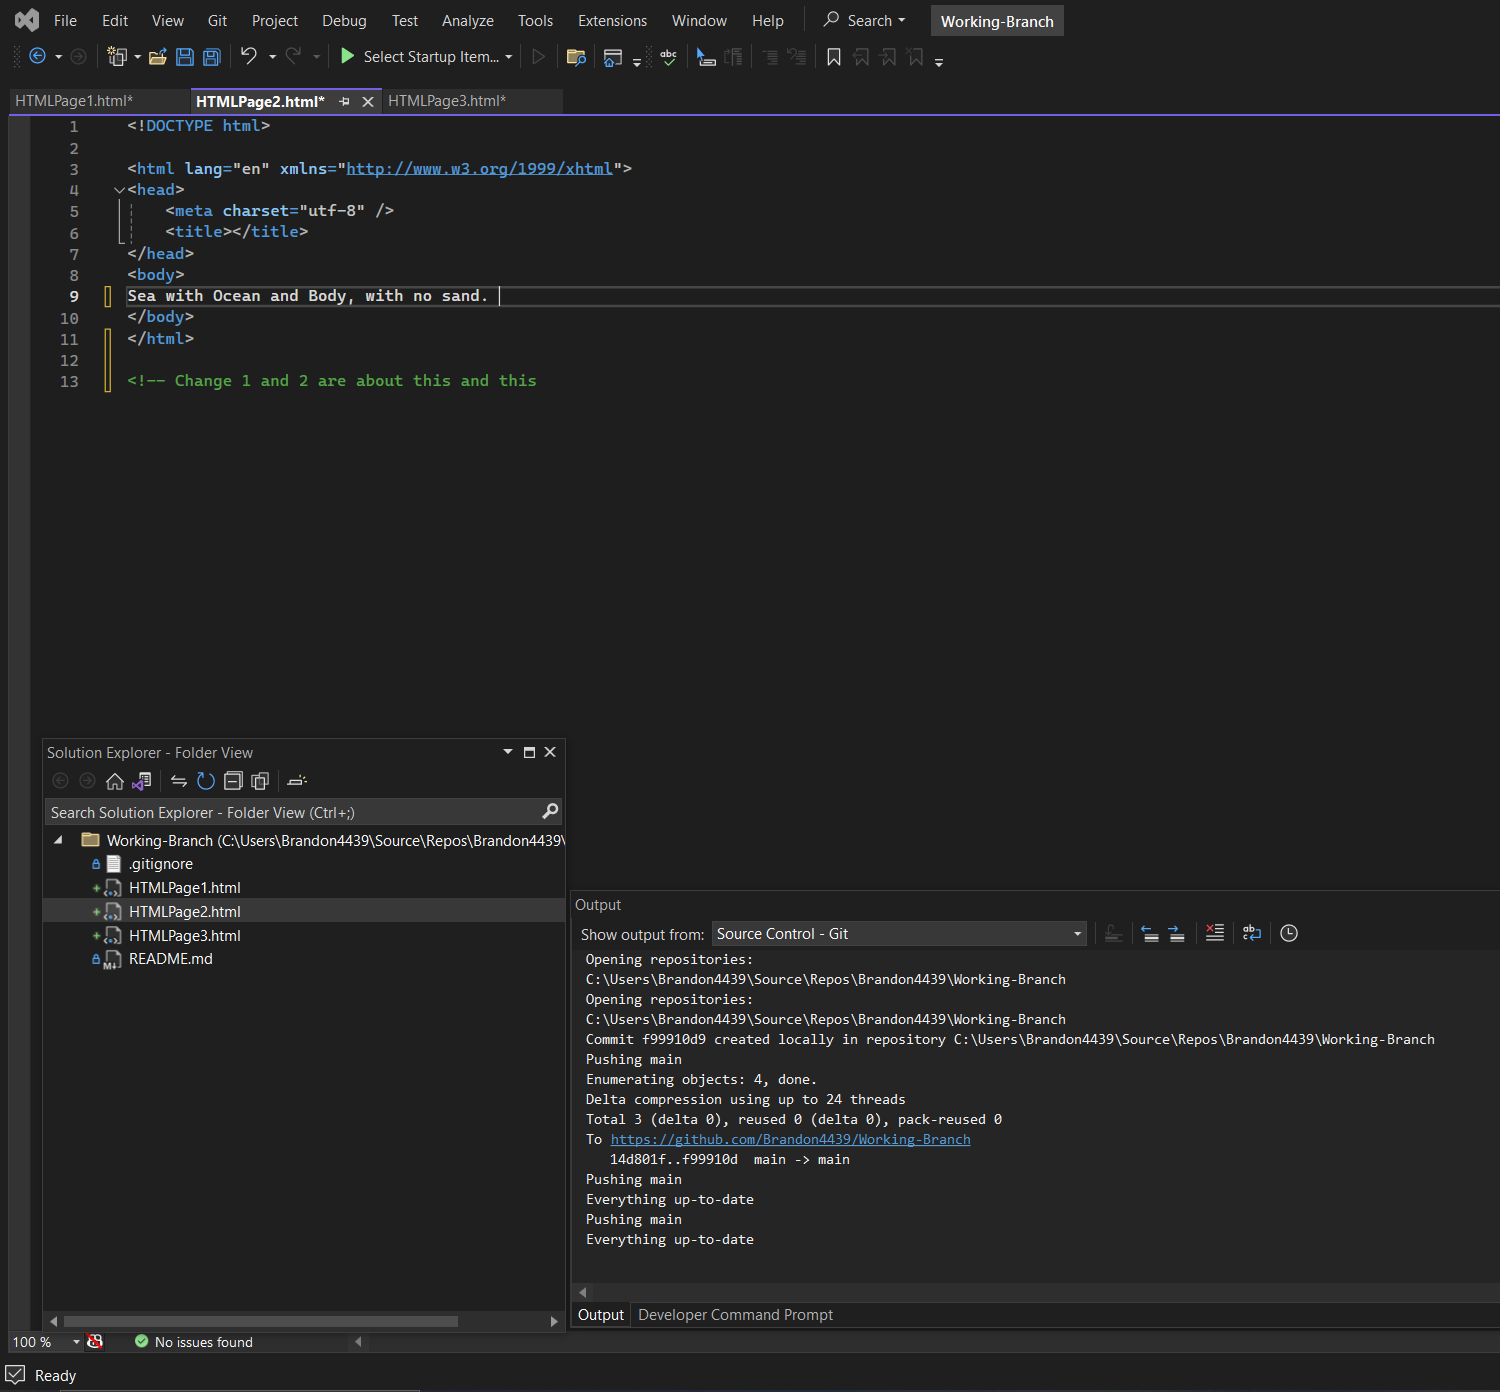 File Edit View Git Project Debug Test Analyze Tools Extensions Window Help Search Working-Branch
Select Startup Item...
HTMLPage1.html* HTMLPage2.html* HTMLPage3.html*
1 <!DOCTYPE html>
2
3 <html lang="en" xmlns="http://www.w3.org/1999/xhtml">
4 <head>
5 <meta charset="utf-8" />
6 <title></title>
7 </head>
8 <body>
9 Sea with Ocean and Body, with no sand.
10 </body>
11 </html>
12
13 <!-- Change 1 and 2 are about this and this
Solution Explorer - Folder View
Search Solution Explorer - Folder View (Ctrl+;)
Working-Branch (C:\Users\Brandon4439\Source\Repos\Brandon4439\
.gitignore
HTMLPage1.html
HTMLPage2.html
HTMLPage3.html
README.md
Output
Show output from: Source Control - Git
Opening repositories:
C:\Users\Brandon4439\Source\Repos\Brandon4439\Working-Branch
Opening repositories:
C:\Users\Brandon4439\Source\Repos\Brandon4439\Working-Branch
Commit f99910d9 created locally in repository C:\Users\Brandon4439\Source\Repos\Brandon4439\Working-Branch
Pushing main
Enumerating objects: 4, done.
Delta compression using up to 24 threads
Total 3 (delta 0), reused 0 (delta 0), pack-reused 0
To https://github.com/Brandon4439/Working-Branch
14d801f..f99910d main -> main
Pushing main
Everything up-to-date
Pushing main
Everything up-to-date
Output Developer Command Prompt
100 % No issues found
Ready